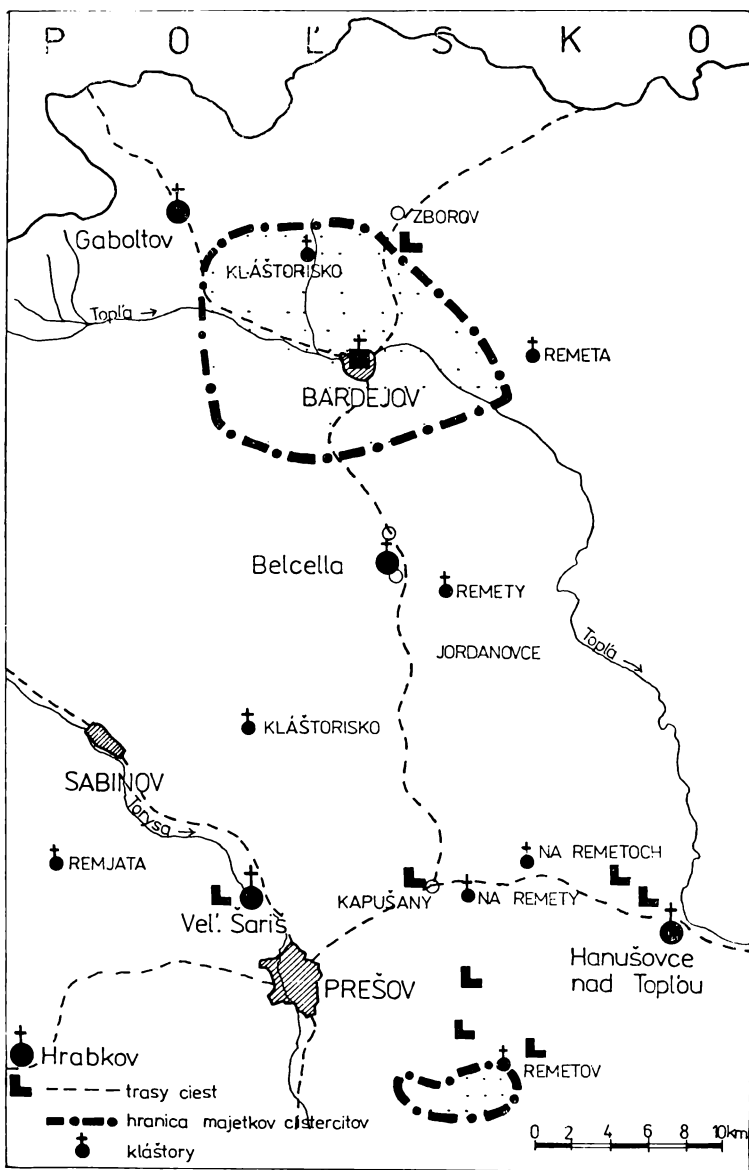 P O Ľ S K O
ZBOROV
Gaboltov
KLÁŠTORISKO
Topľa →
REMETA
BARDEJOV
Belcella
REMETY
JORDANOVCE
Topľa →
KLÁŠTORISKO
SABINOV
Torysa →
NA REMETOCH
REMJATA
KAPUŠANY
NA REMETY
Veľ. Šariš
Hanušovce
nad Topľou
PREŠOV
Hrabkov
REMETOV
trasy ciest
hranica majetkov cistercitov
kláštory
0 2 4 6 8 10km